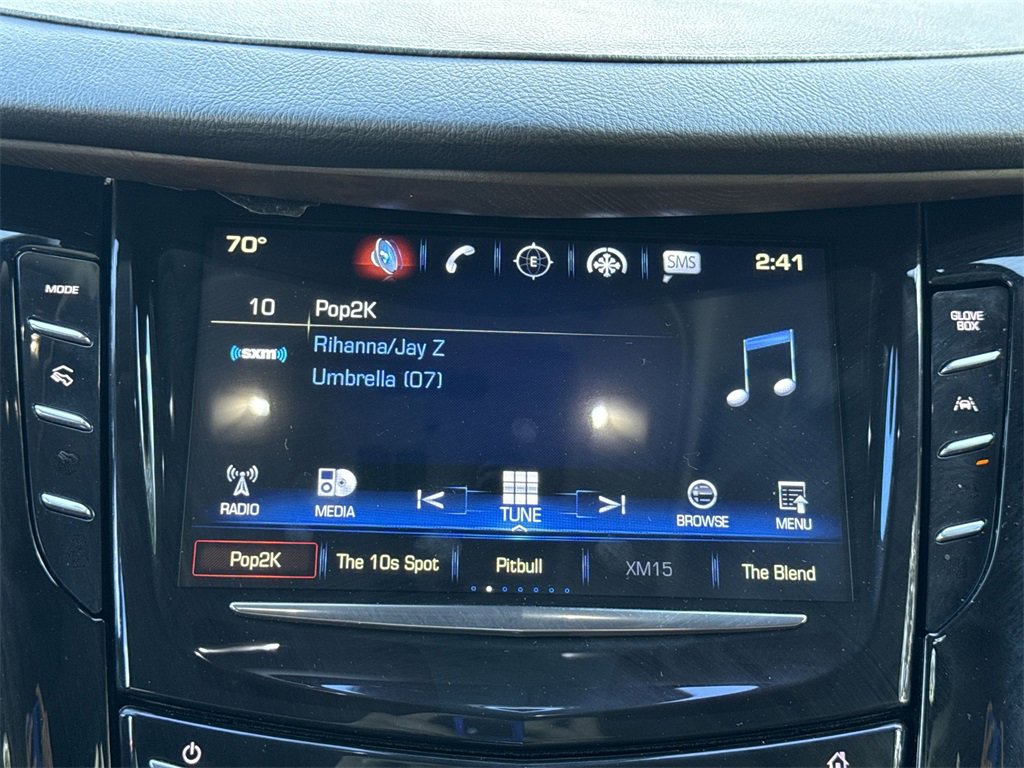 70° SMS 2:41
MODE
GLOVE
BOX
10 Pop2K
((sxm)) Rihanna/Jay Z
Umbrella (07)
E
RADIO MEDIA TUNE BROWSE MENU
Pop2K The 10s Spot Pitbull XM15 The Blend